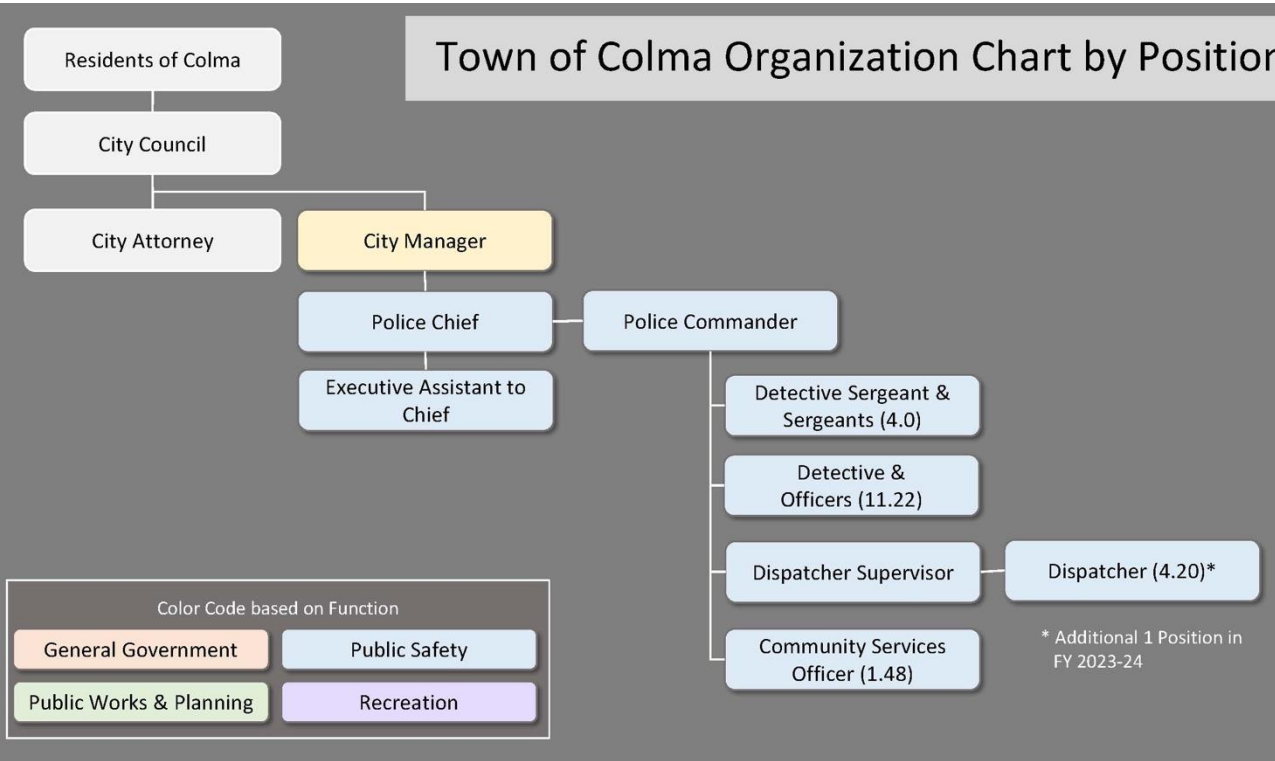 Residents of Colma
Town of Colma Organization Chart by Position
City Council
City Attorney
City Manager
Police Chief
Police Commander
Executive Assistant to
Chief
Detective Sergeant &
Sergeants (4.0)
Detective &
Officers (11.22)
Dispatcher Supervisor
Dispatcher (4.20)*
Community Services
Officer (1.48)
* Additional 1 Position in
FY 2023-24
Color Code based on Function
General Government
Public Safety
Public Works & Planning
Recreation